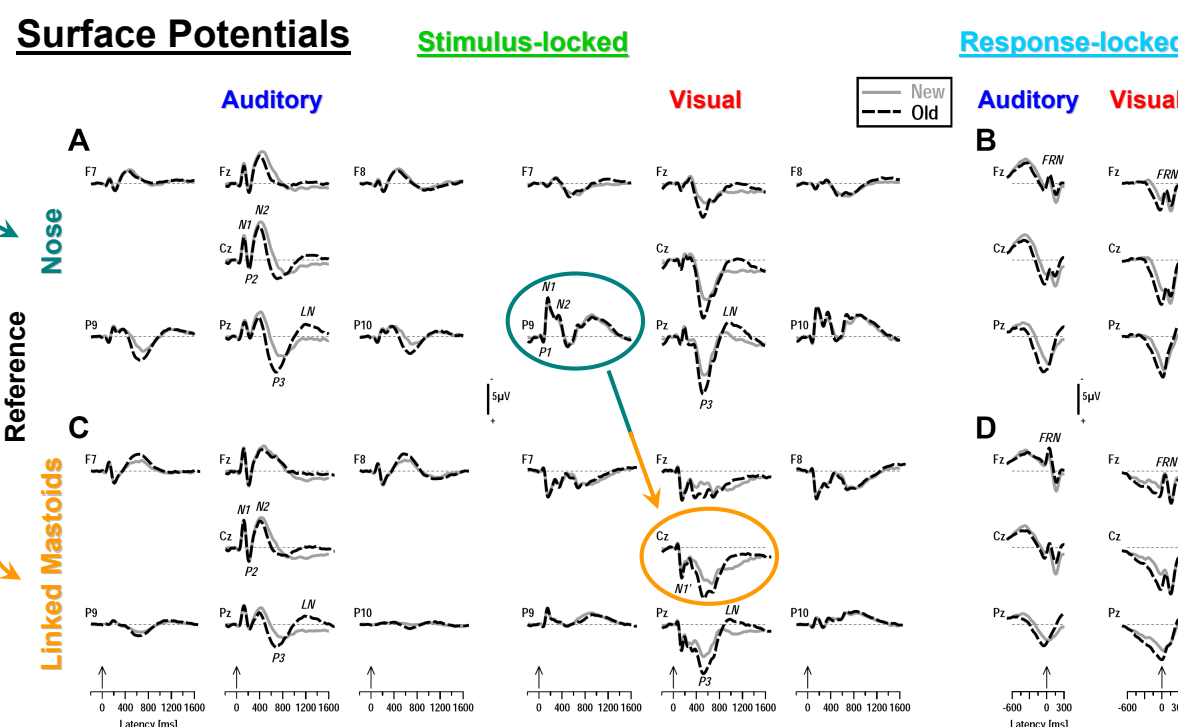 Surface Potentials
Stimulus-locked
Response-locked
Auditory
Visual
New
Old
Auditory
Visual
A
B
Nose
Reference
Linked Mastoids
F7
Fz
F8
F7
Fz
F8
Fz
FRN
Fz
FRN
N2
N1
Cz
P2
Cz
Cz
Cz
N1
N2
P9
P1
P9
Pz
LN
P3
P10
Pz
LN
P3
P10
Pz
Pz
-
5µV
+
-
5µV
+
C
D
F7
Fz
F8
F7
Fz
F8
Fz
FRN
Fz
FRN
N1 N2
Cz
P2
Cz
N1'
Cz
Cz
P9
Pz
LN
P3
P10
P9
Pz
LN
P3
P10
Pz
Pz
0 400 800 1200 1600
0 400 800 1200 1600
0 400 800 1200 1600
0 400 800 1200 1600
0 400 800 1200 1600
0 400 800 1200 1600
-600 0 300
-600 0
Latency [ms]
Latency [ms]